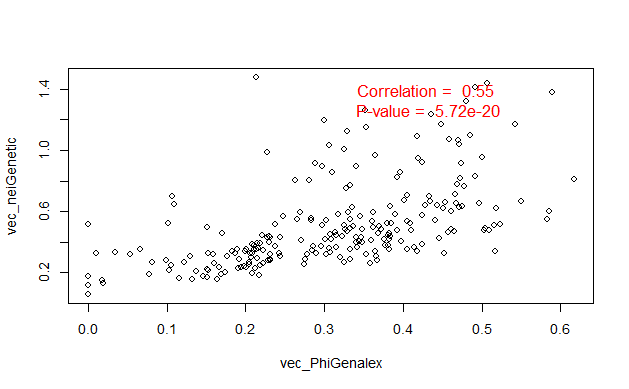 Correlation = 0.55
P-value = 5.72e-20
vec_neiGenetic
1.4
1.0
0.6
0.2
0.0 0.1 0.2 0.3 0.4 0.5 0.6
vec_PhiGenalex